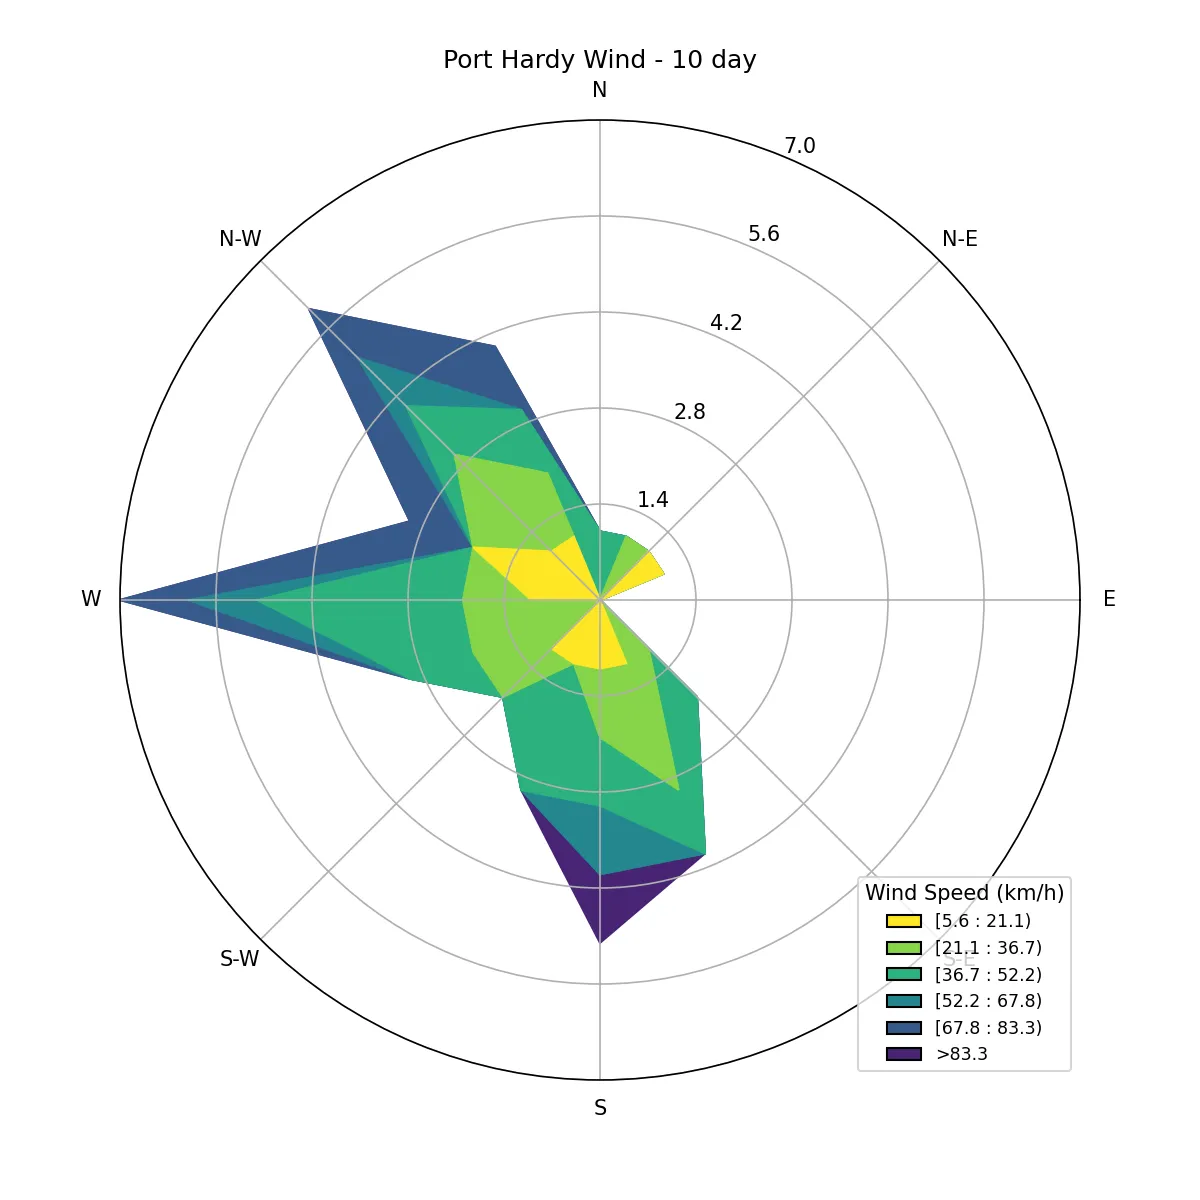 Port Hardy Wind - 10 day
N
7.0
N-W
5.6
N-E
4.2
2.8
1.4
W
E
S-W
S-E
S
Wind Speed (km/h)
[5.6 : 21.1)
[21.1 : 36.7)
[36.7 : 52.2)
[52.2 : 67.8)
[67.8 : 83.3)
>83.3